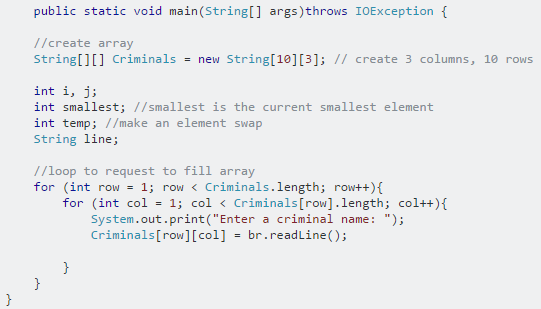 public static void main(String[] args)throws IOException {
//create array
String[][] Criminals = new String[10][3]; // create 3 columns, 10 rows
int i, j;
int smallest; //smallest is the current smallest element
int temp; //make an element swap
String line;
//loop to request to fill array
for (int row = 1; row < Criminals.length; row++){
for (int col = 1; col < Criminals[row].length; col++){
System.out.print("Enter a criminal name: ");
Criminals[row][col] = br.readLine();
}
}
}